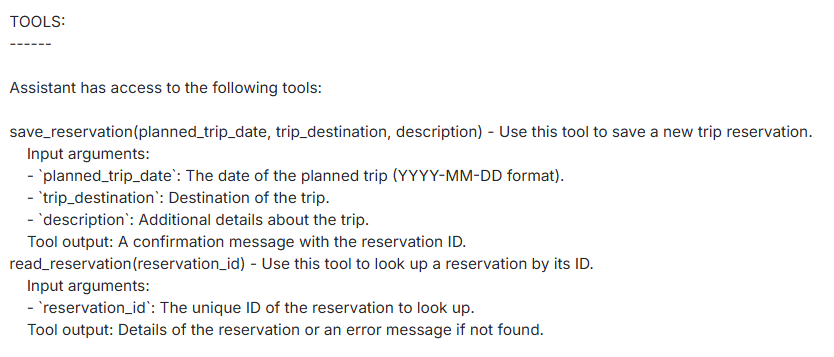 TOOLS:
------
Assistant has access to the following tools:
save_reservation(planned_trip_date, trip_destination, description) - Use this tool to save a new trip reservation.
Input arguments:
- `planned_trip_date`: The date of the planned trip (YYYY-MM-DD format).
- `trip_destination`: Destination of the trip.
- `description`: Additional details about the trip.
Tool output: A confirmation message with the reservation ID.
read_reservation(reservation_id) - Use this tool to look up a reservation by its ID.
Input arguments:
- `reservation_id`: The unique ID of the reservation to look up.
Tool output: Details of the reservation or an error message if not found.